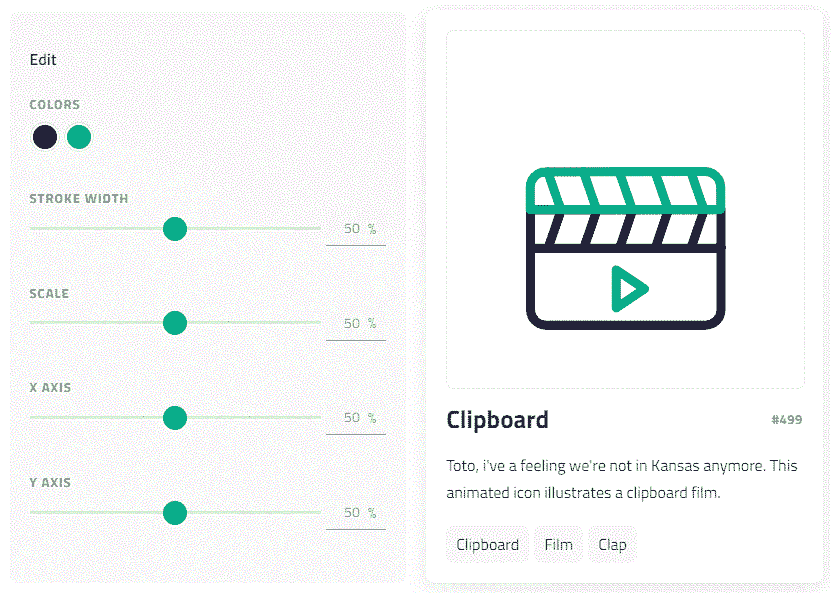 Edit
COLORS
STROKE WIDTH
50 %
SCALE
50 %
X AXIS
50 %
Y AXIS
50 %
Clipboard
#499
Toto, i've a feeling we're not in Kansas anymore. This
animated icon illustrates a clipboard film.
Clipboard Film Clap